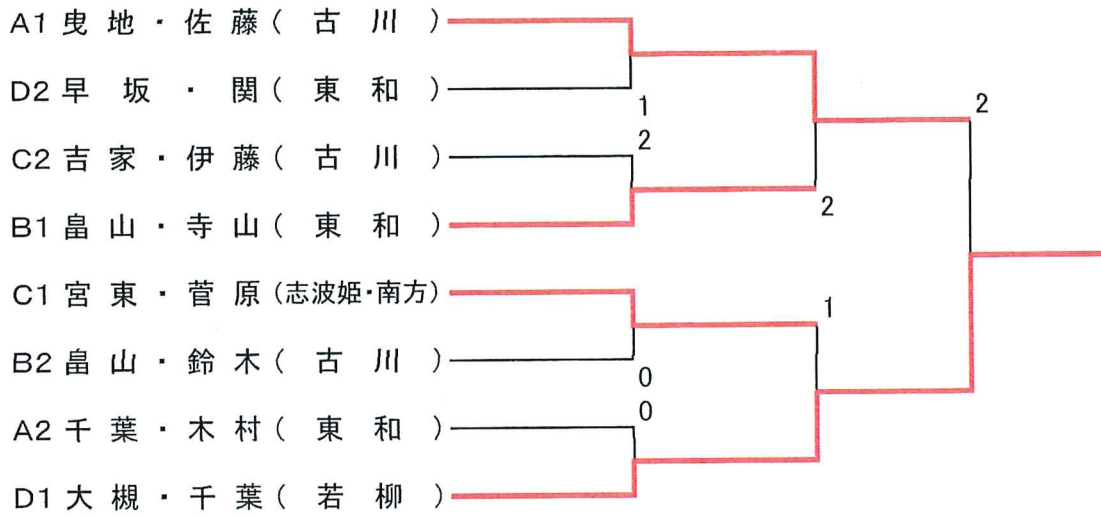 A1 曳地・佐藤(古川)
D2 早坂・関(東和)
1
C2 吉家・伊藤(古川)
2
B1 畠山・寺山(東和)
2
2
C1 宮東・菅原(志波姫・南方)
1
B2 畠山・鈴木(古川)
0
A2 千葉・木村(東和)
0
D1 大槻・千葉(若柳)